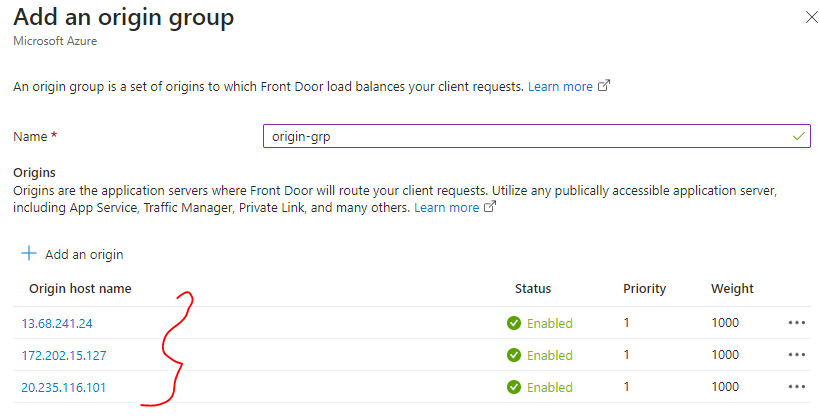 Add an origin group
Microsoft Azure
An origin group is a set of origins to which Front Door load balances your client requests. Learn more
Name *
origin-grp
Origins
Origins are the application servers where Front Door will route your client requests. Utilize any publically accessible application server,
including App Service, Traffic Manager, Private Link, and many others. Learn more
Add an origin
Origin host name Status Priority Weight
13.68.241.24 Enabled 1 1000
172.202.15.127 Enabled 1 1000
20.235.116.101 Enabled 1 1000